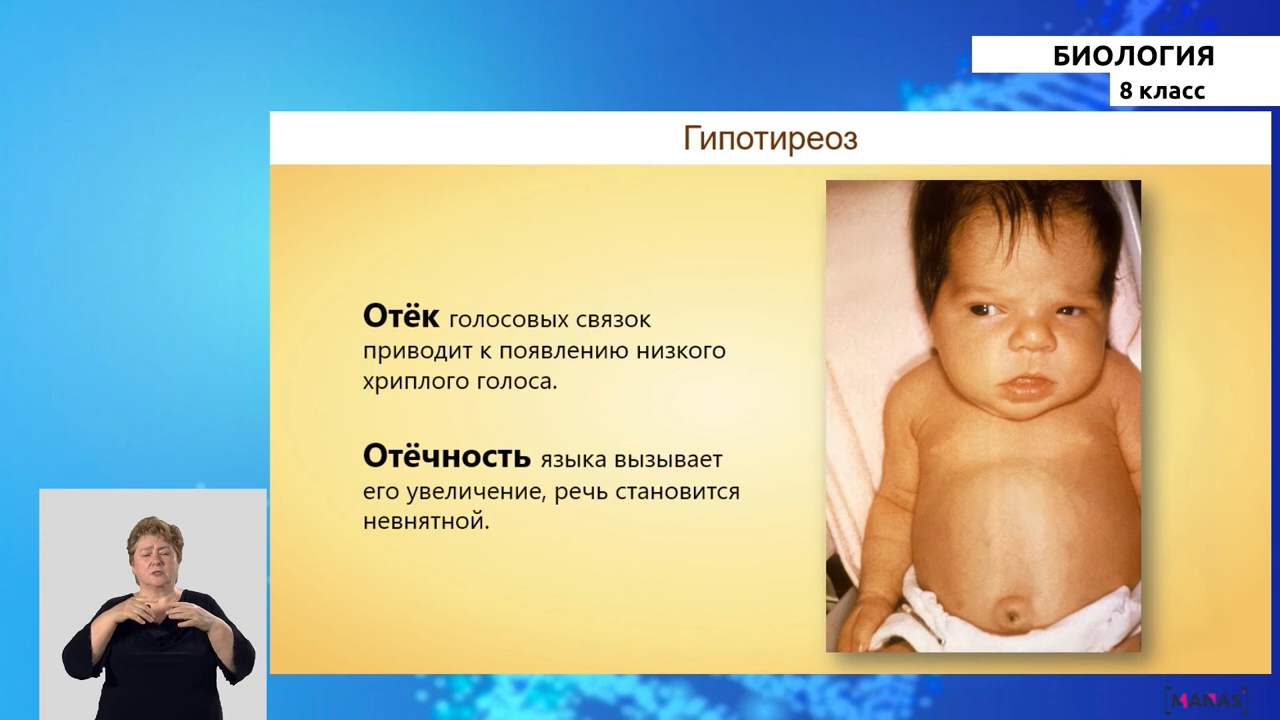 БИОЛОГИЯ
8 класс
Гипотиреоз
Отёк голосовых связок
приводит к появлению низкого
хриплого голоса.
Отёчность языка вызывает
его увеличение, речь становится
невнятной.
MANAS